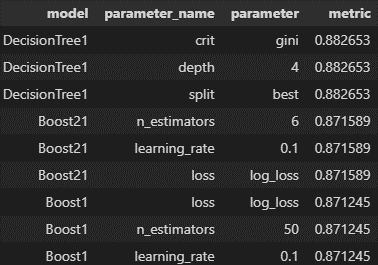 model parameter_name parameter metric
DecisionTree1 crit gini 0.882653
DecisionTree1 depth 4 0.882653
DecisionTree1 split best 0.882653
Boost21 n_estimators 6 0.871589
Boost21 learning_rate 0.1 0.871589
Boost21 loss log_loss 0.871589
Boost1 loss log_loss 0.871245
Boost1 n_estimators 50 0.871245
Boost1 learning_rate 0.1 0.871245